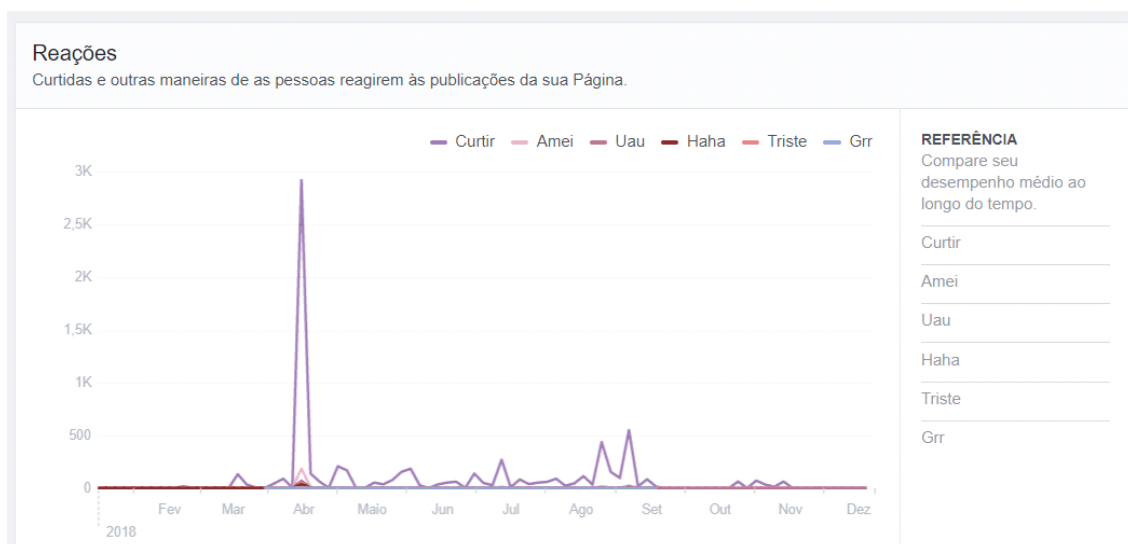 Reações
Curtidas e outras maneiras de as pessoas reagirem às publicações da sua Página.
Curtir Amei Uau Haha Triste Grr
3K
2,5K
2K
1,5K
1K
500
0
Fev Mar Abr Maio Jun Jul Ago Set Out Nov Dez
2018
REFERÊNCIA
Compare seu
desempenho médio ao
longo do tempo.
Curtir
Amei
Uau
Haha
Triste
Grr